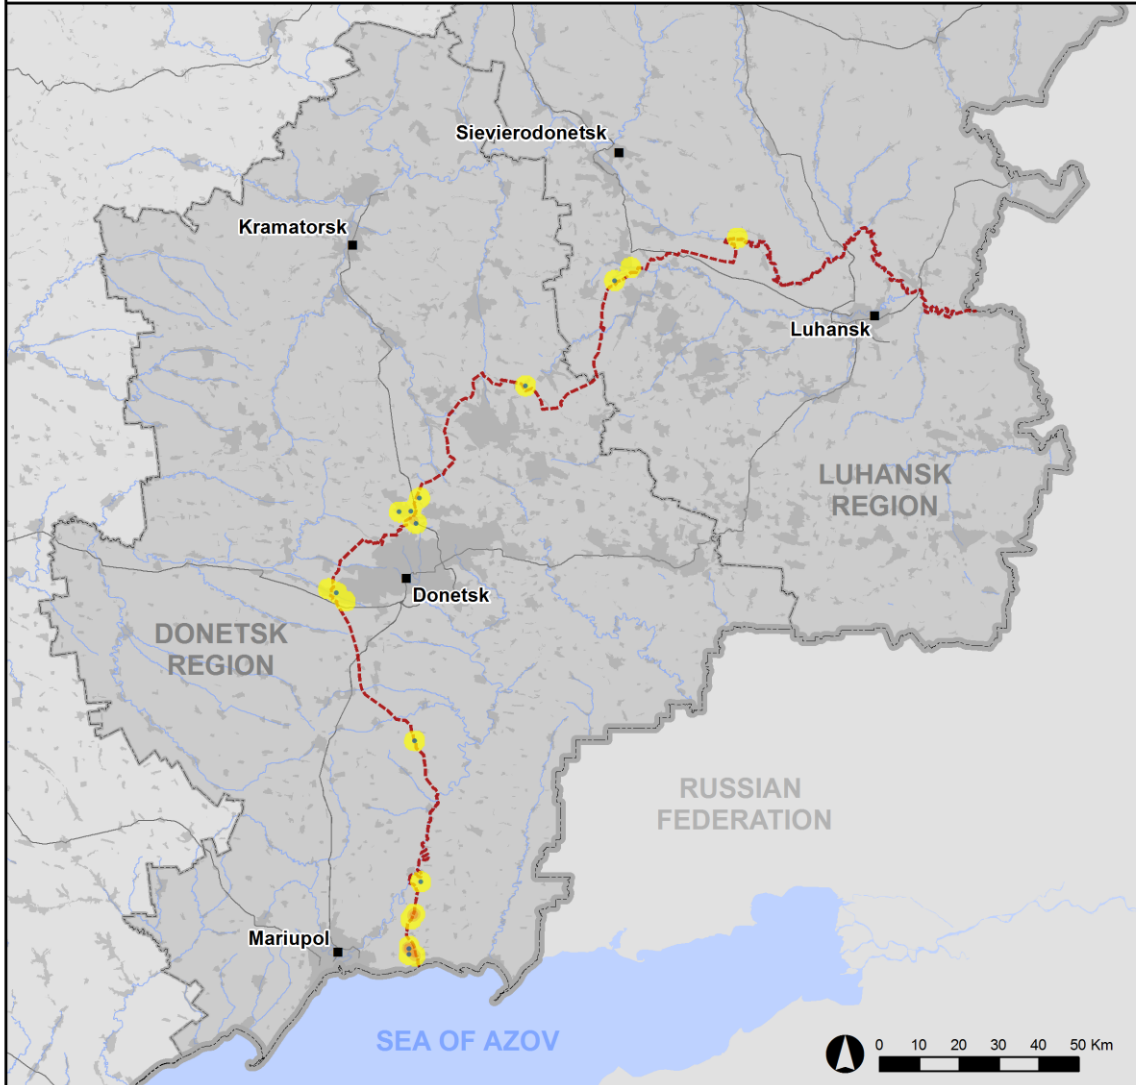 Sievierodonetsk
Kramatorsk
Luhansk
LUHANSK
REGION
Donetsk
DONETSK
REGION
RUSSIAN
FEDERATION
Mariupol
SEA OF AZOV
0 10 20 30 40 50 Km